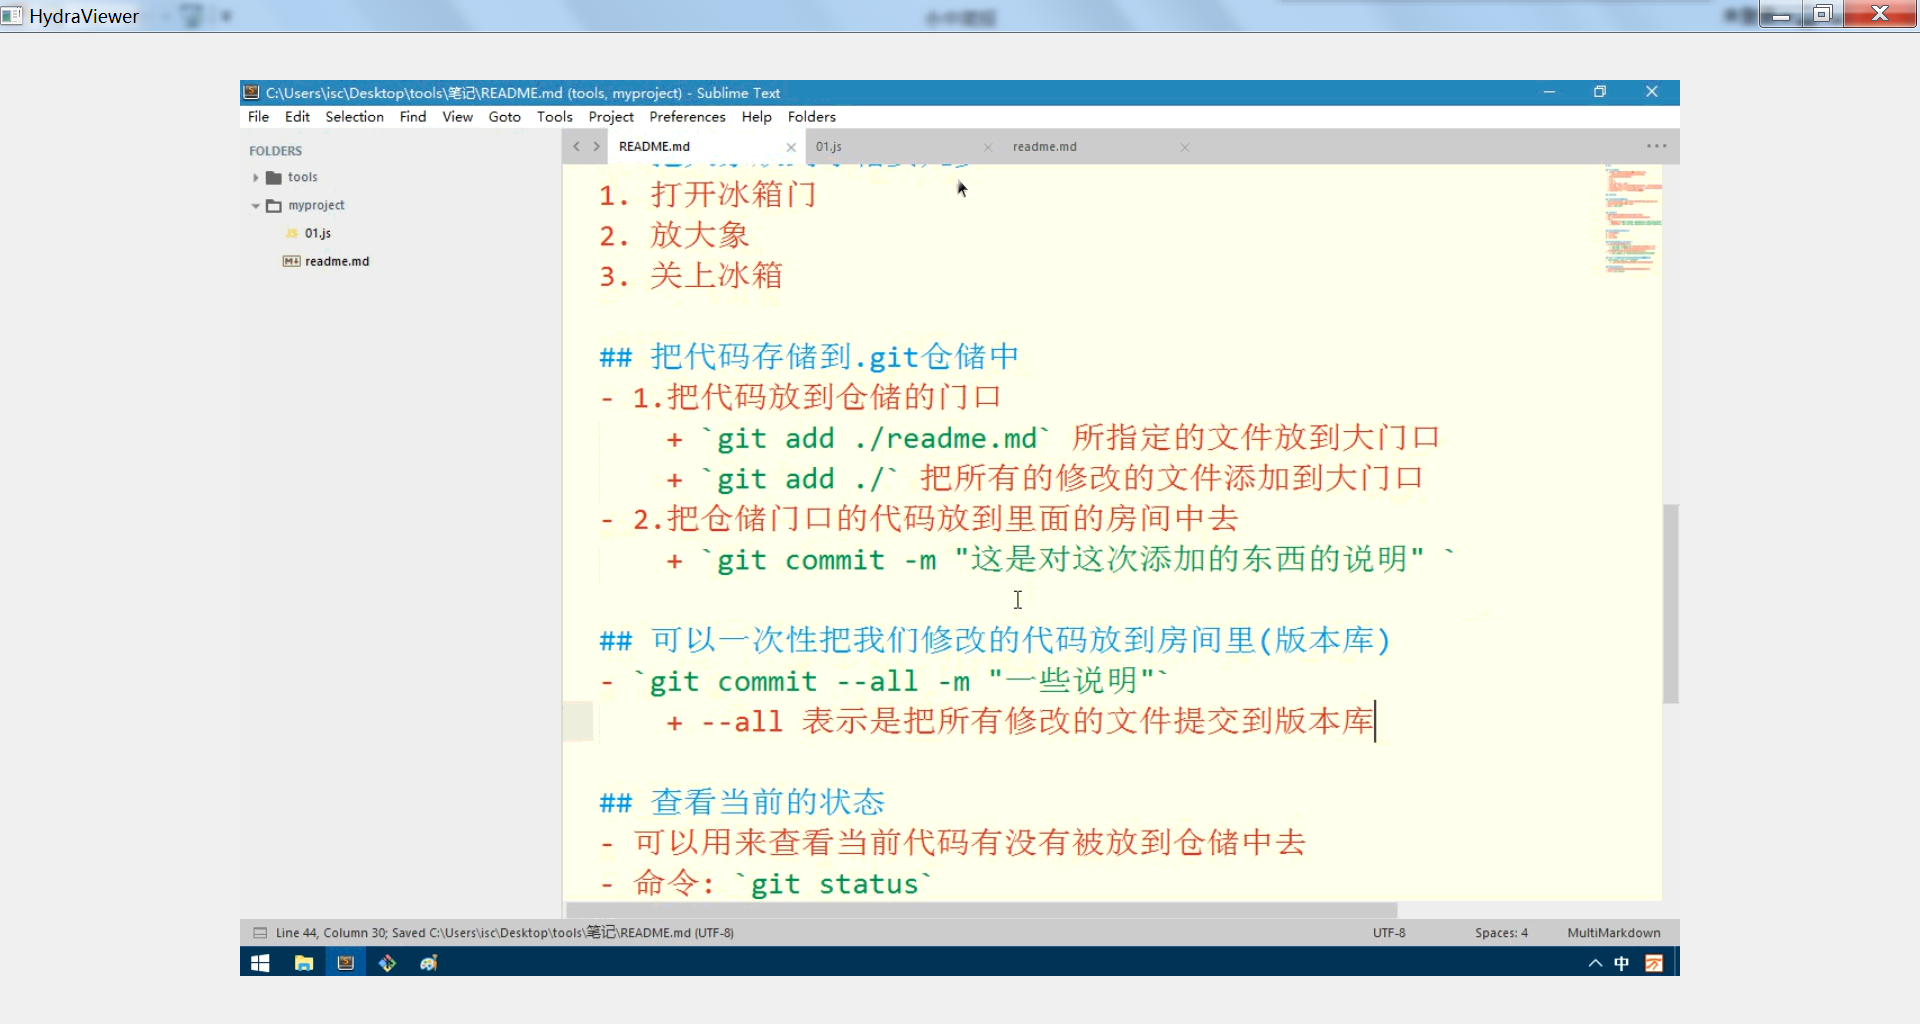 HydraViewer
C:\Users\isc\Desktop\tools\笔记\README.md (tools, myproject) - Sublime Text
File Edit Selection Find View Goto Tools Project Preferences Help Folders
FOLDERS
tools
myproject
01.js
readme.md
README.md
01.js
readme.md
1. 打开冰箱门
2. 放大象
3. 关上冰箱
## 把代码存储到.git仓储中
- 1.把代码放到仓储的门口
+ `git add ./readme.md` 所指定的文件放到大门口
+ `git add ./` 把所有的修改的文件添加到大门口
- 2.把仓储门口的代码放到里面的房间中去
+ `git commit -m "这是对这次添加的东西的说明" `
## 可以一次性把我们修改的代码放到房间里(版本库)
- `git commit --all -m "一些说明"`
+ --all 表示是把所有修改的文件提交到版本库
## 查看当前的状态
- 可以用来查看当前代码有没有被放到仓储中去
- 命令: `git status`
Line 44, Column 30; Saved C:\Users\isc\Desktop\tools\笔记\README.md (UTF-8)
UTF-8
Spaces: 4
MultiMarkdown
中